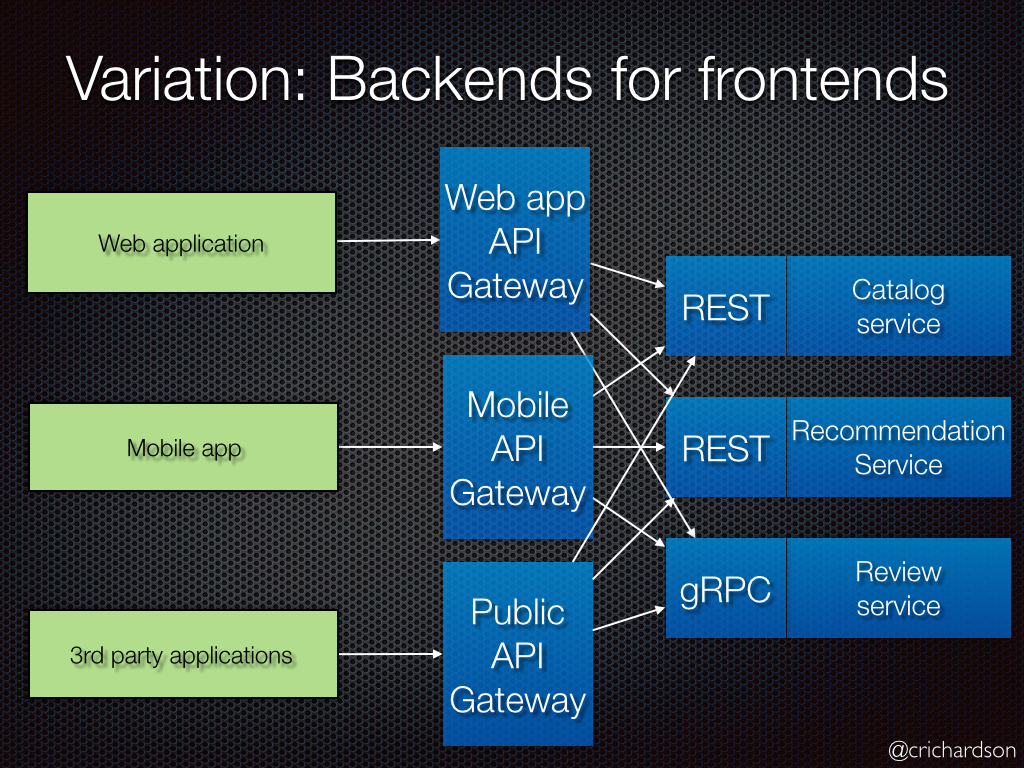 Variation: Backends for frontends
Web application
Web app
API
Gateway
REST
Catalog
service
Mobile app
Mobile
API
Gateway
REST
Recommendation
Service
3rd party applications
Public
API
Gateway
gRPC
Review
service
@crichardson